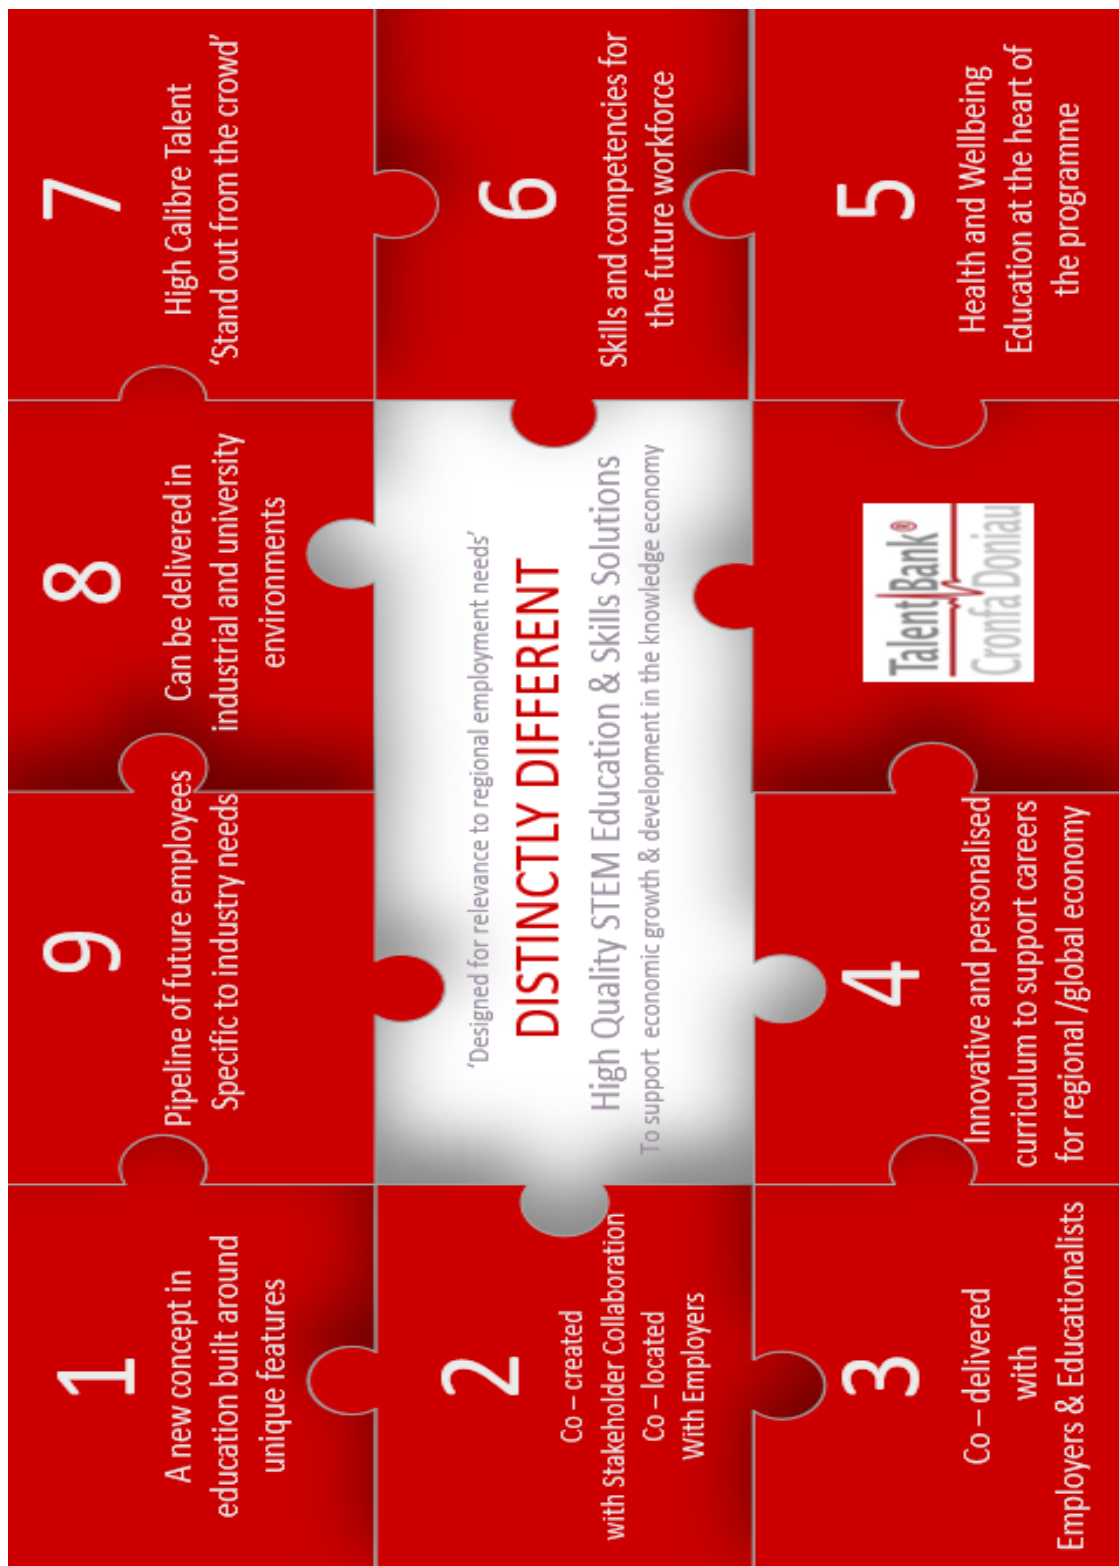 1
A new concept in
education built around
unique features
9
Pipeline of future employees
Specific to industry needs
8
Can be delivered in
industrial and university
environments
7
High Calibre Talent
‘Stand out from the crowd’
2
Co – created
with Stakeholder Collaboration
Co – located
With Employers
‘Designed for relevance to regional employment needs’
DISTINCTLY DIFFERENT
High Quality STEM Education & Skills Solutions
To support economic growth & development in the knowledge economy
6
Skills and competencies for
the future workforce
3
Co – delivered
with
Employers & Educationalists
4
Innovative and personalised
curriculum to support careers
for regional /global economy
Talent Bank®
Cronfa Doniau
5
Health and Wellbeing
Education at the heart of
the programme